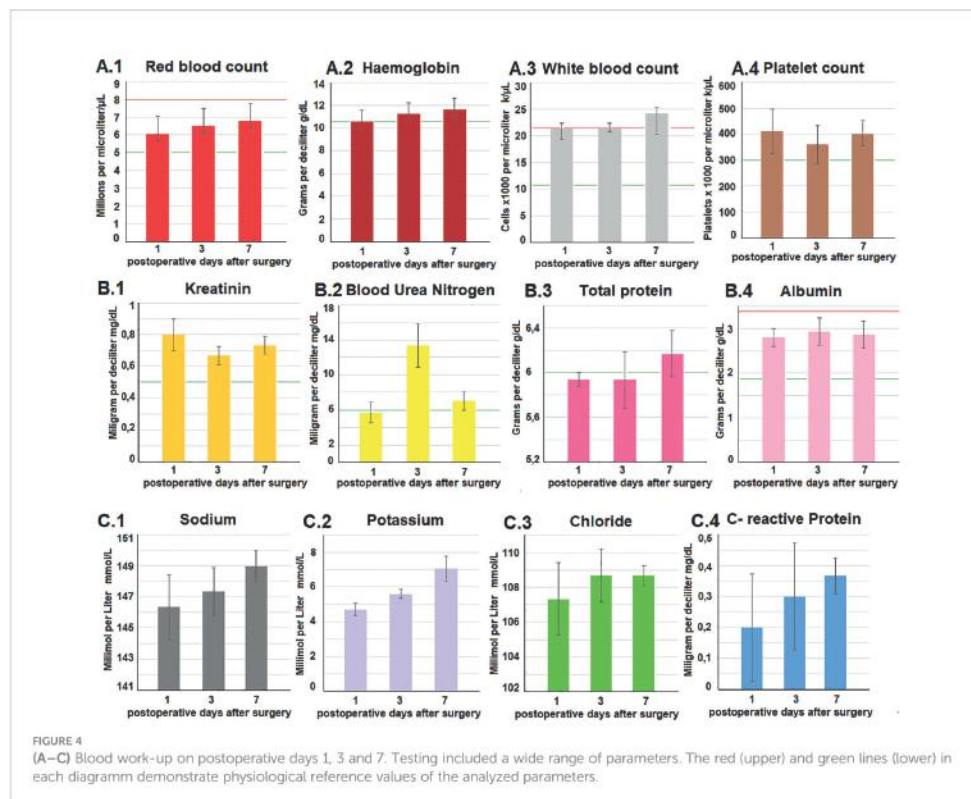 A.1 Red blood count
Millions per microliter/µL
9
8
7
6
5
4
3
2
1
0
1 3 7
postoperative days after surgery
A.2 Haemoglobin
Grams per deciliter g/dL
14
12
10
8
6
4
2
0
1 3 7
postoperative days after surgery
A.3 White blood count
Cells x1000 per microliter k/µL
30
25
20
15
10
5
0
1 3 7
postoperative days after surgery
A.4 Platelet count
Platelets x 1000 per microliter k/µL
600
500
400
300
400
300
200
100
0
1 3 7
postoperative days after surgery
B.1 Kreatinin
Miligram per deciliter mg/dL
1
0,8
0,6
0,4
0,2
0
1 3 7
postoperative days after surgery
B.2 Blood Urea Nitrogen
Miligram per deciliter mg/dL
18
14
12
10
6
4
2
0
1 3 7
postoperative days after surgery
B.3 Total protein
Grams per deciliter g/dL
6,4
6
5,6
5,2
1 3 7
postoperative days after surgery
B.4 Albumin
Grams per deciliter g/dL
3
2
1
0
1 3 7
postoperative days after surgery
C.1 Sodium
Millimol per Liter mmol/L
151
149
147
145
143
141
1 3 7
postoperative days after surgery
C.2 Potassium
Millimol per Liter mmol/L
8
6
4
2
0
1 3 7
postoperative days after surgery
C.3 Chloride
Millimol per Liter mmol/L
110
108
106
104
102
1 3 7
postoperative days after surgery
C.4 C- reactive Protein
Miligram per deciliter mg/dL
0,5
0,4
0,3
0,2
0,1
0
1 3 7
postoperative days after surgery
FIGURE 4
(A–C) Blood work-up on postoperative days 1, 3 and 7. Testing included a wide range of parameters. The red (upper) and green lines (lower) in
each diagramm demonstrate physiological reference values of the analyzed parameters.